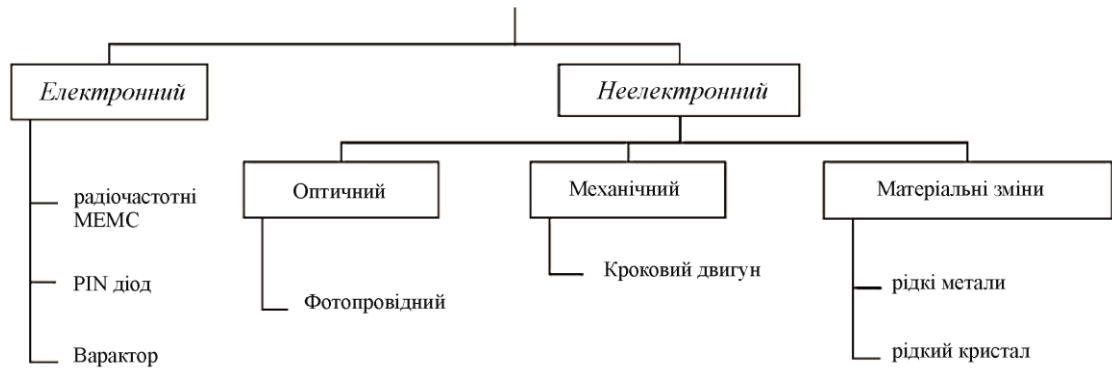 Електронний
Неелектронний
Оптичний
Механічний
Матеріальні зміни
радіочастотні
МЕМС
PIN діод
Варактор
Фотопровідний
Кроковий двигун
рідкі метали
рідкий кристал